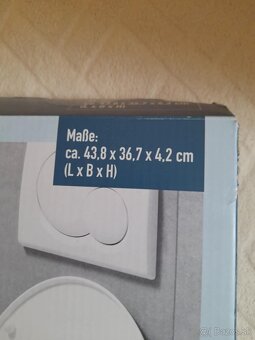 Maße:
ca. 43,8 x 36,7 x 4,2 cm
(L x B x H)